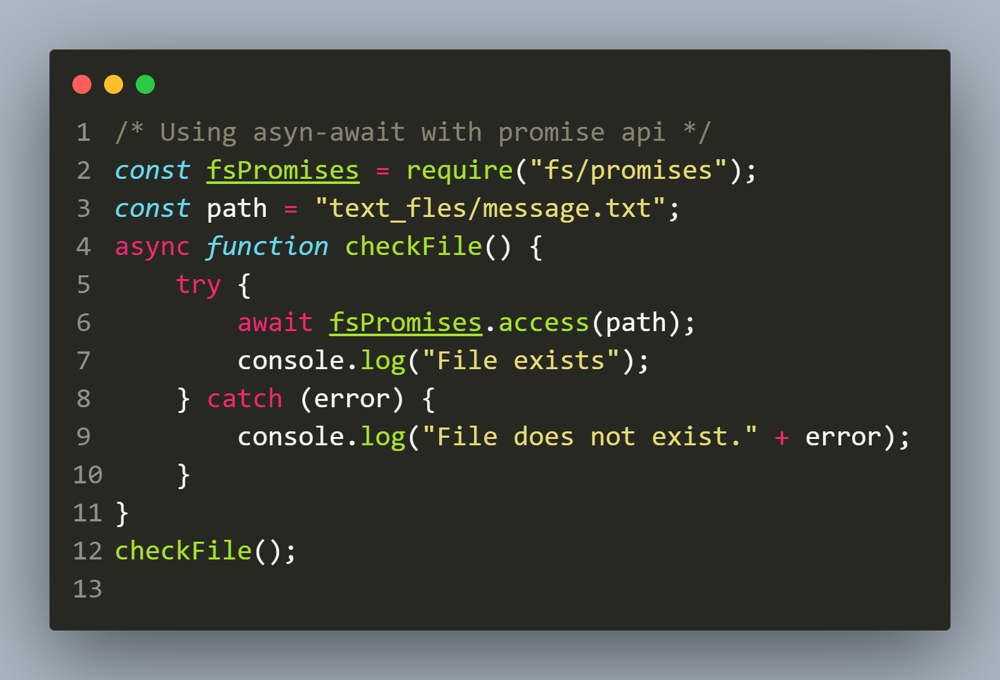 1 /* Using asyn-await with promise api */
2 const fsPromises = require("fs/promises");
3 const path = "text_fles/message.txt";
4 async function checkFile() {
5     try {
6         await fsPromises.access(path);
7         console.log("File exists");
8     } catch (error) {
9         console.log("File does not exist." + error);
10     }
11 }
12 checkFile();
13